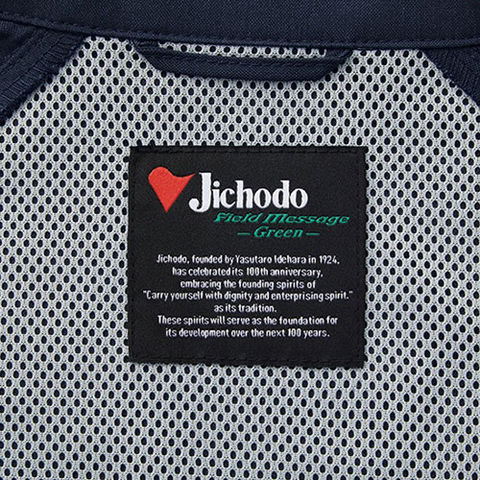 Jichodo
Field Message
— Green —
Jichodo, founded by Yasutaro Idehara in 1924,
has celebrated its 100th anniversary,
embracing the founding spirits of
"Carry yourself with dignity and enterprising spirit."
as its tradition.
These spirits will serve as the foundation for
its development over the next 100 years.